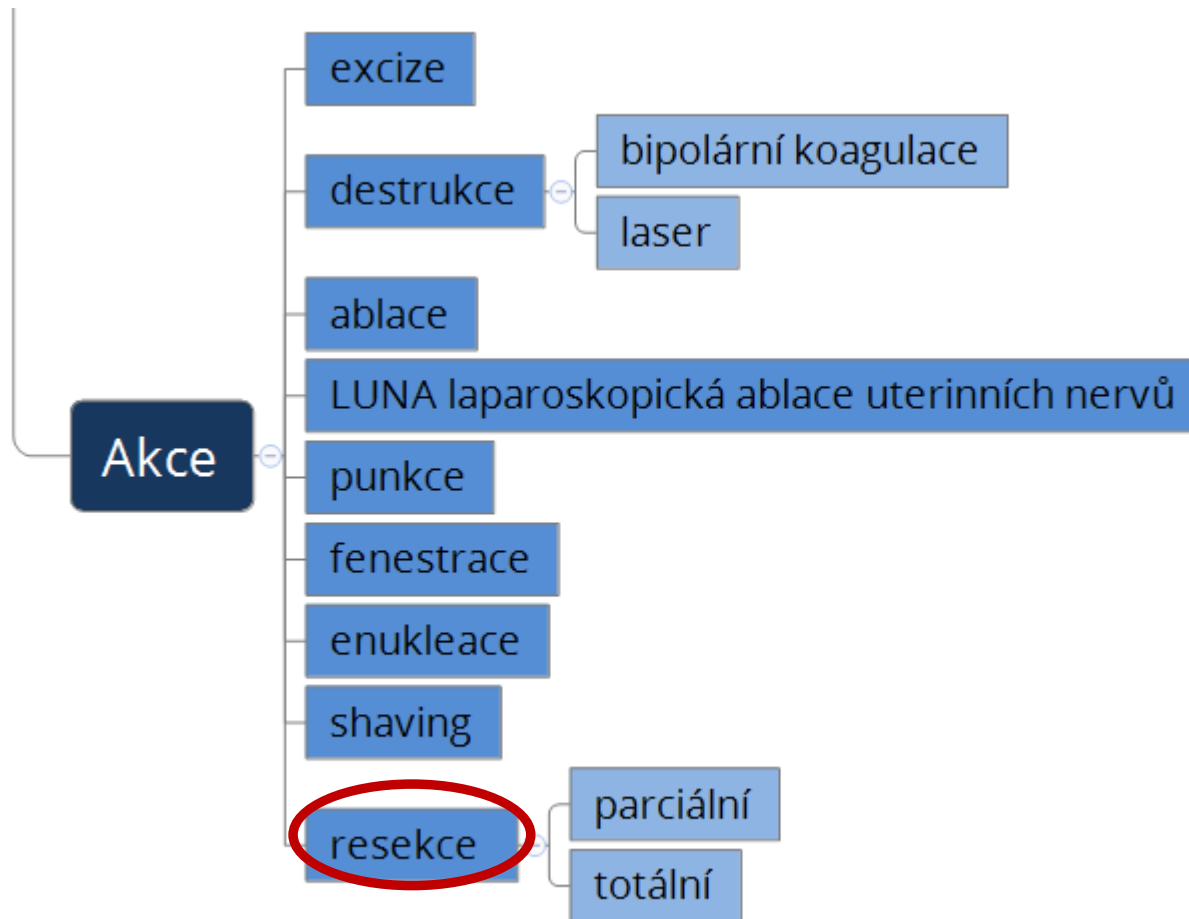 excize
bipolární koagulace
destrukce
laser
ablace
LUNA laparoskopická ablace uterinních nervů
Akce
punkce
fenestrace
enukleace
shaving
parciální
resekce
totální